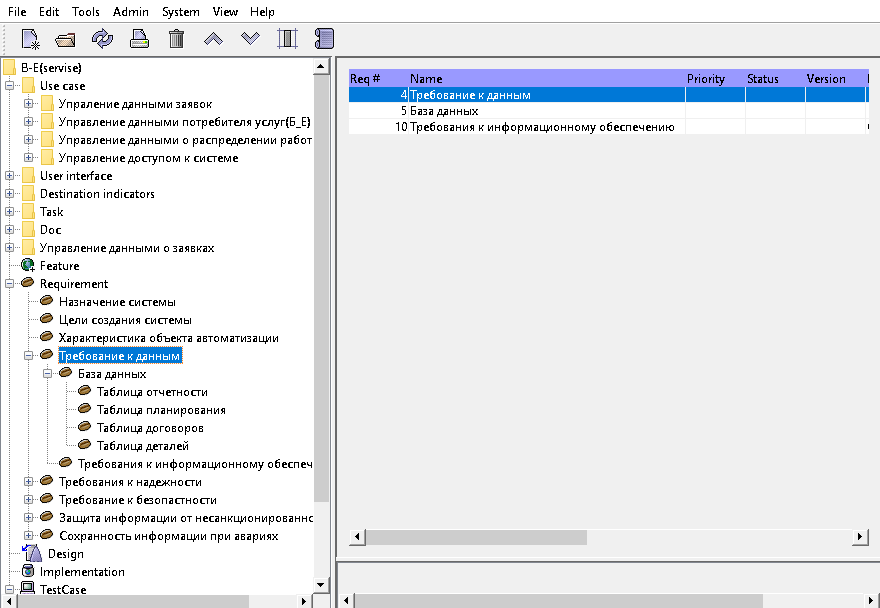 File Edit Tools Admin System View Help
B-E(servise)
Use case
Упраление данными заявок
Управление данными потребителя услуг(Б_Е)
Управление данными о распределении работ
Управление доступом к системе
User interface
Destination indicators
Task
Doc
Управление данными о заявках
Feature
Requirement
Назначение системы
Цели создания системы
Характеристика объекта автоматизации
Требование к данным
База данных
Таблица отчетности
Таблица планирования
Таблица договоров
Таблица деталей
Требования к информационному обеспеч
Требования к надежности
Требование к безопастности
Защита информации от несанкционированно
Сохранность информации при авариях
Design
Implementation
TestCase
Req # Name Priority Status Version
4 Требование к данным
5 База данных
10 Требования к информационному обеспечению